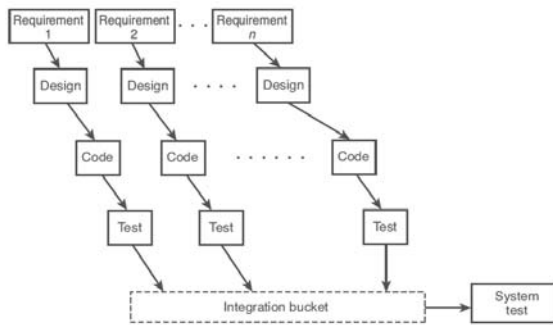 Requirement
1
Requirement
2
. . .
Requirement
n
Design
Design
. . . .
Design
Code
Code
. . . . . .
Code
Test
Test
Test
Integration bucket
System
test